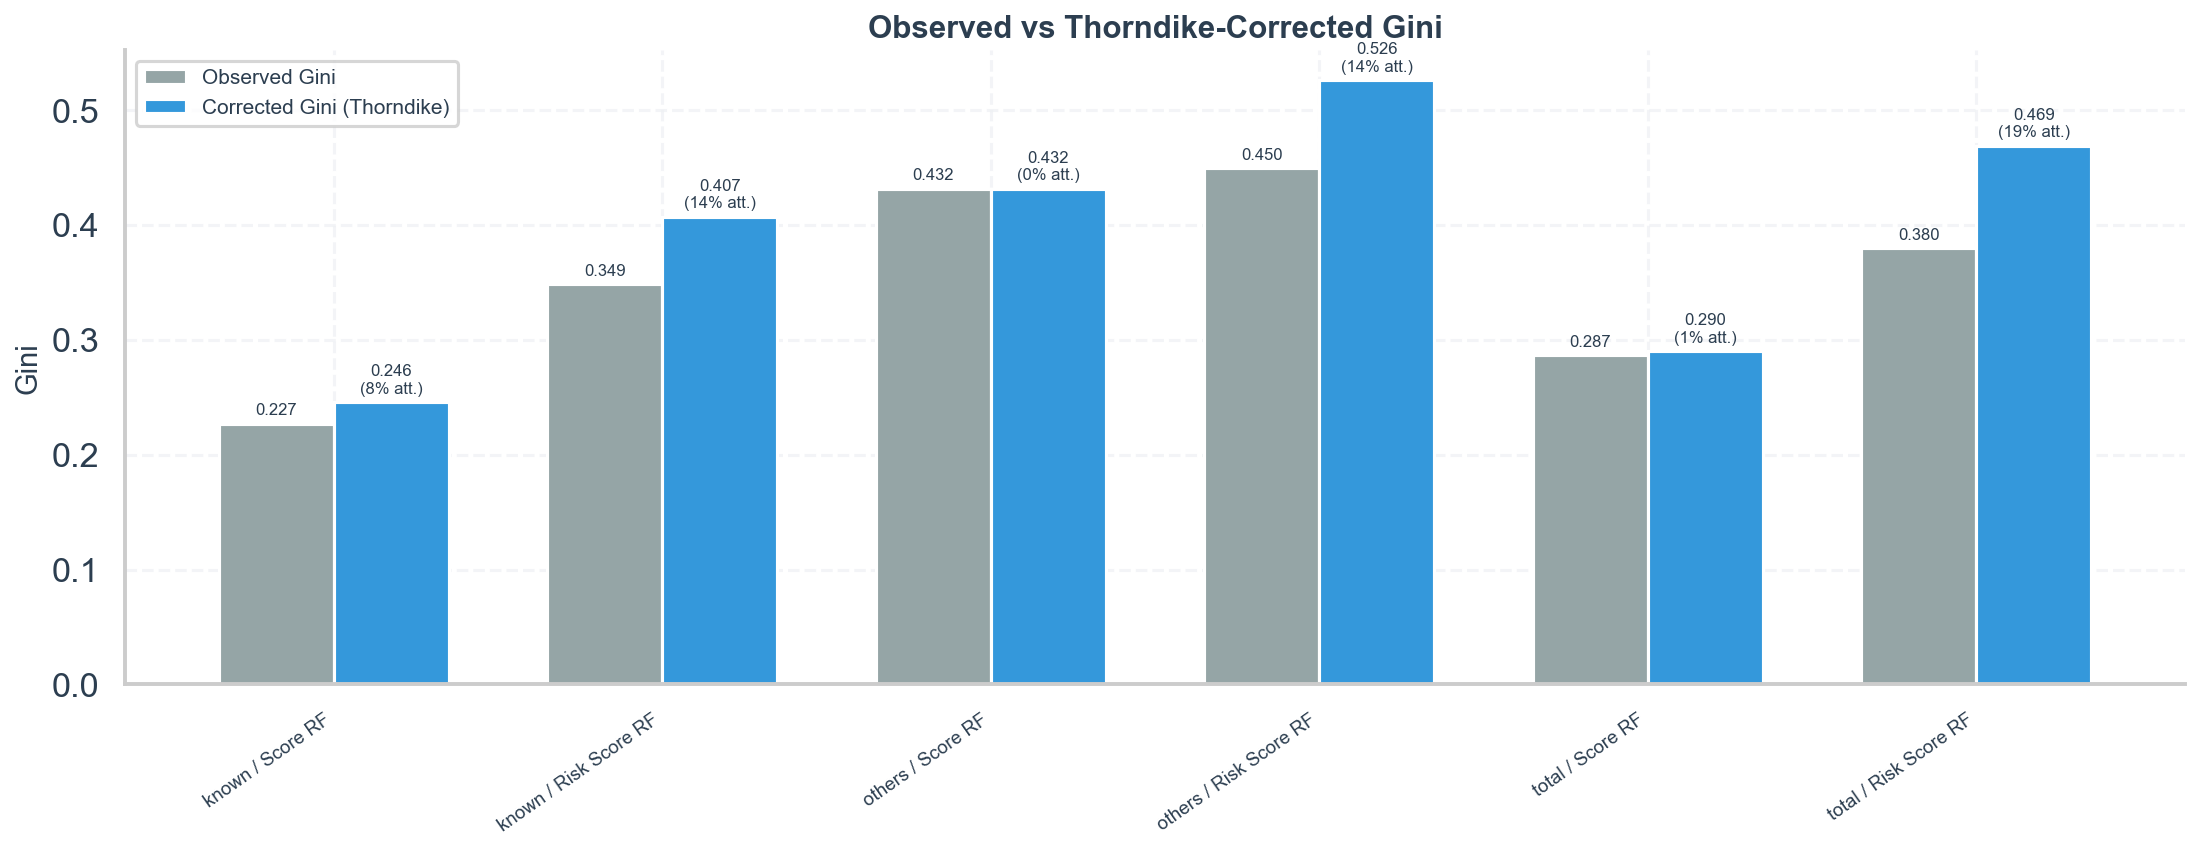 Observed vs Thorndike-Corrected Gini
Observed Gini
Corrected Gini (Thorndike)
Gini
0.5
0.4
0.3
0.2
0.1
0.0
0.227
0.246
(8% att.)
0.349
0.407
(14% att.)
0.432
0.432
(0% att.)
0.450
0.526
(14% att.)
0.287
0.290
(1% att.)
0.380
0.469
(19% att.)
known / Score RF
known / Risk Score RF
others / Score RF
others / Risk Score RF
total / Score RF
total / Risk Score RF